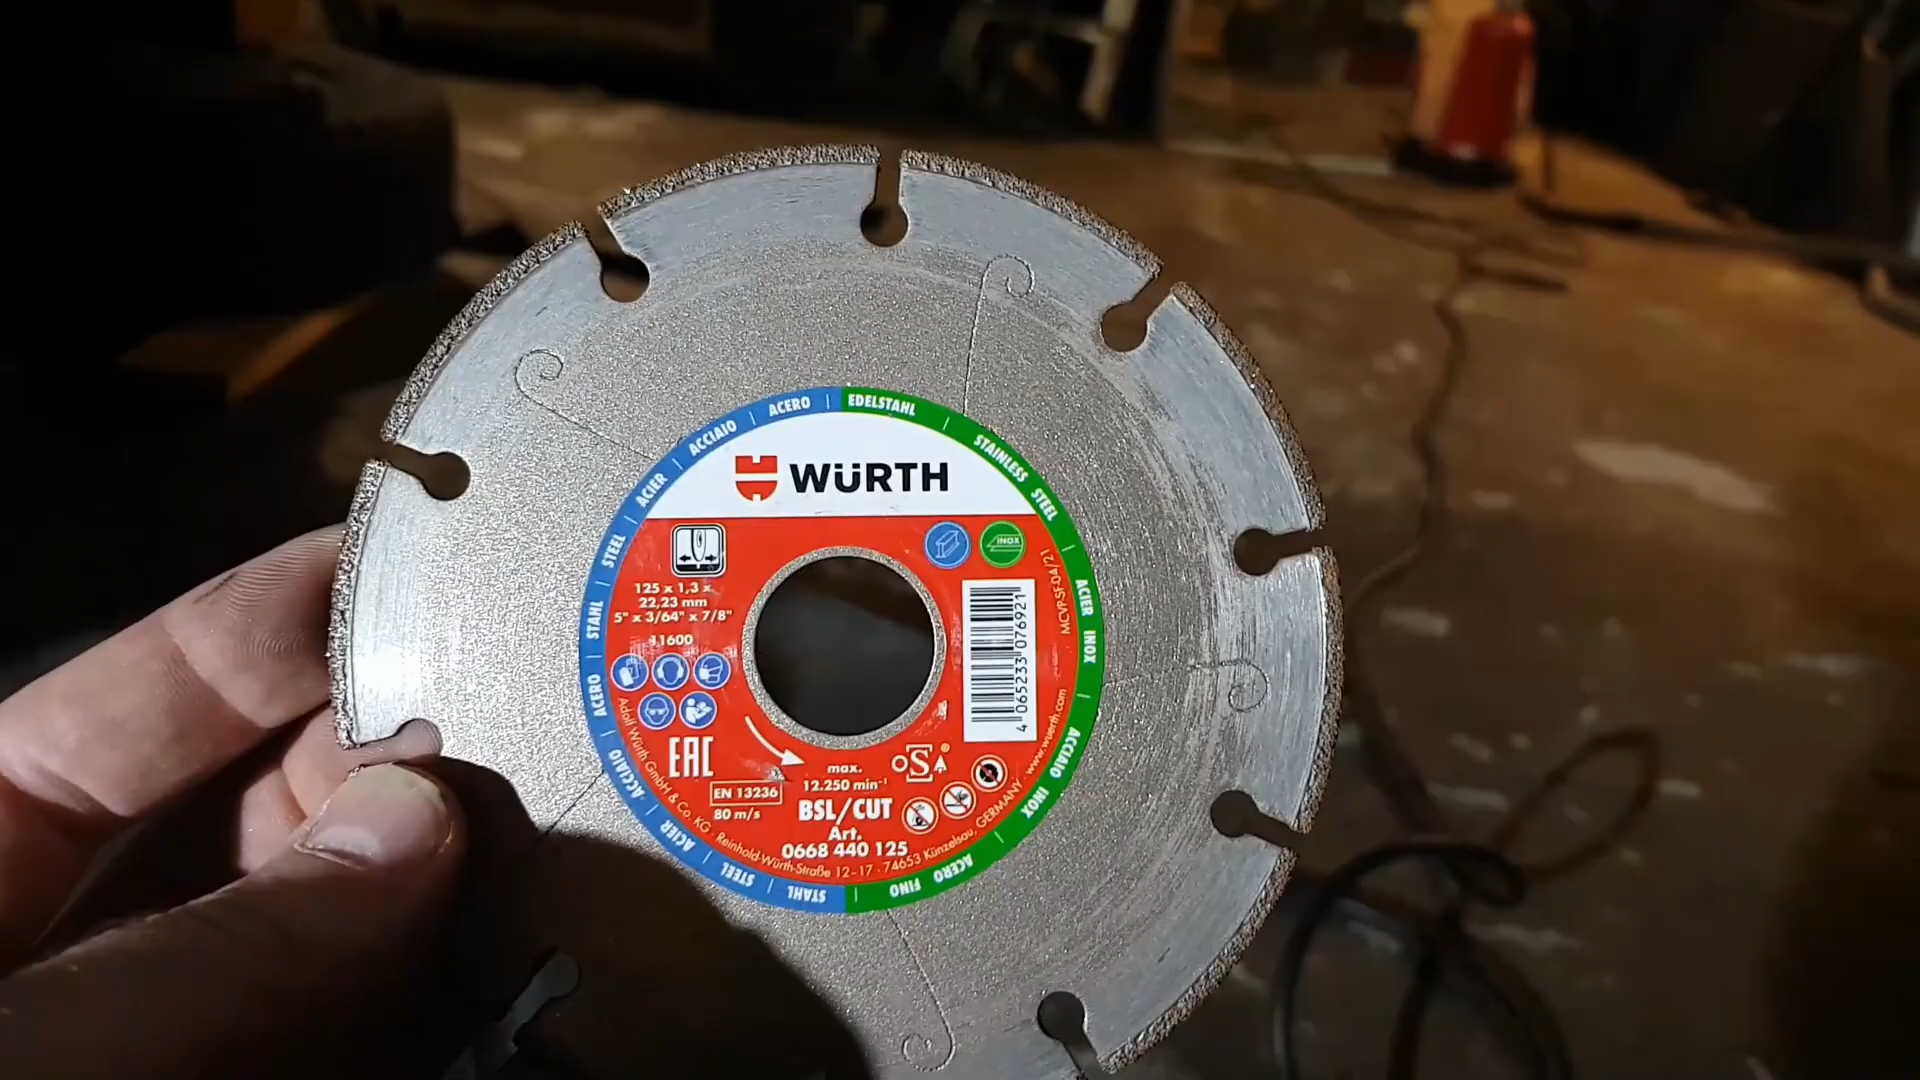 ACERO | EDELSTAHL | STAINLESS STEEL | ACIER INOX | ACCIAIO INOX | ACERO FINO | STAHL | STEEL | ACIER | ACCIAIO | ACERO | STAHL | STEEL | ACIER | ACCIAIO
WÜRTH
INOX
125 x 1,3 x
22,23 mm
5" x 3/64" x 7/8"
11600
4 065233 076921
MCVP-SF-04/21
EAC
EN 13236
80 m/s
max.
12.250 min⁻¹
oSa®
BSL/CUT
Art.
0668 440 125
Adolf Würth GmbH & Co. KG · Reinhold-Würth-Straße 12-17 · 74653 Künzelsau, GERMANY · www.wuerth.com